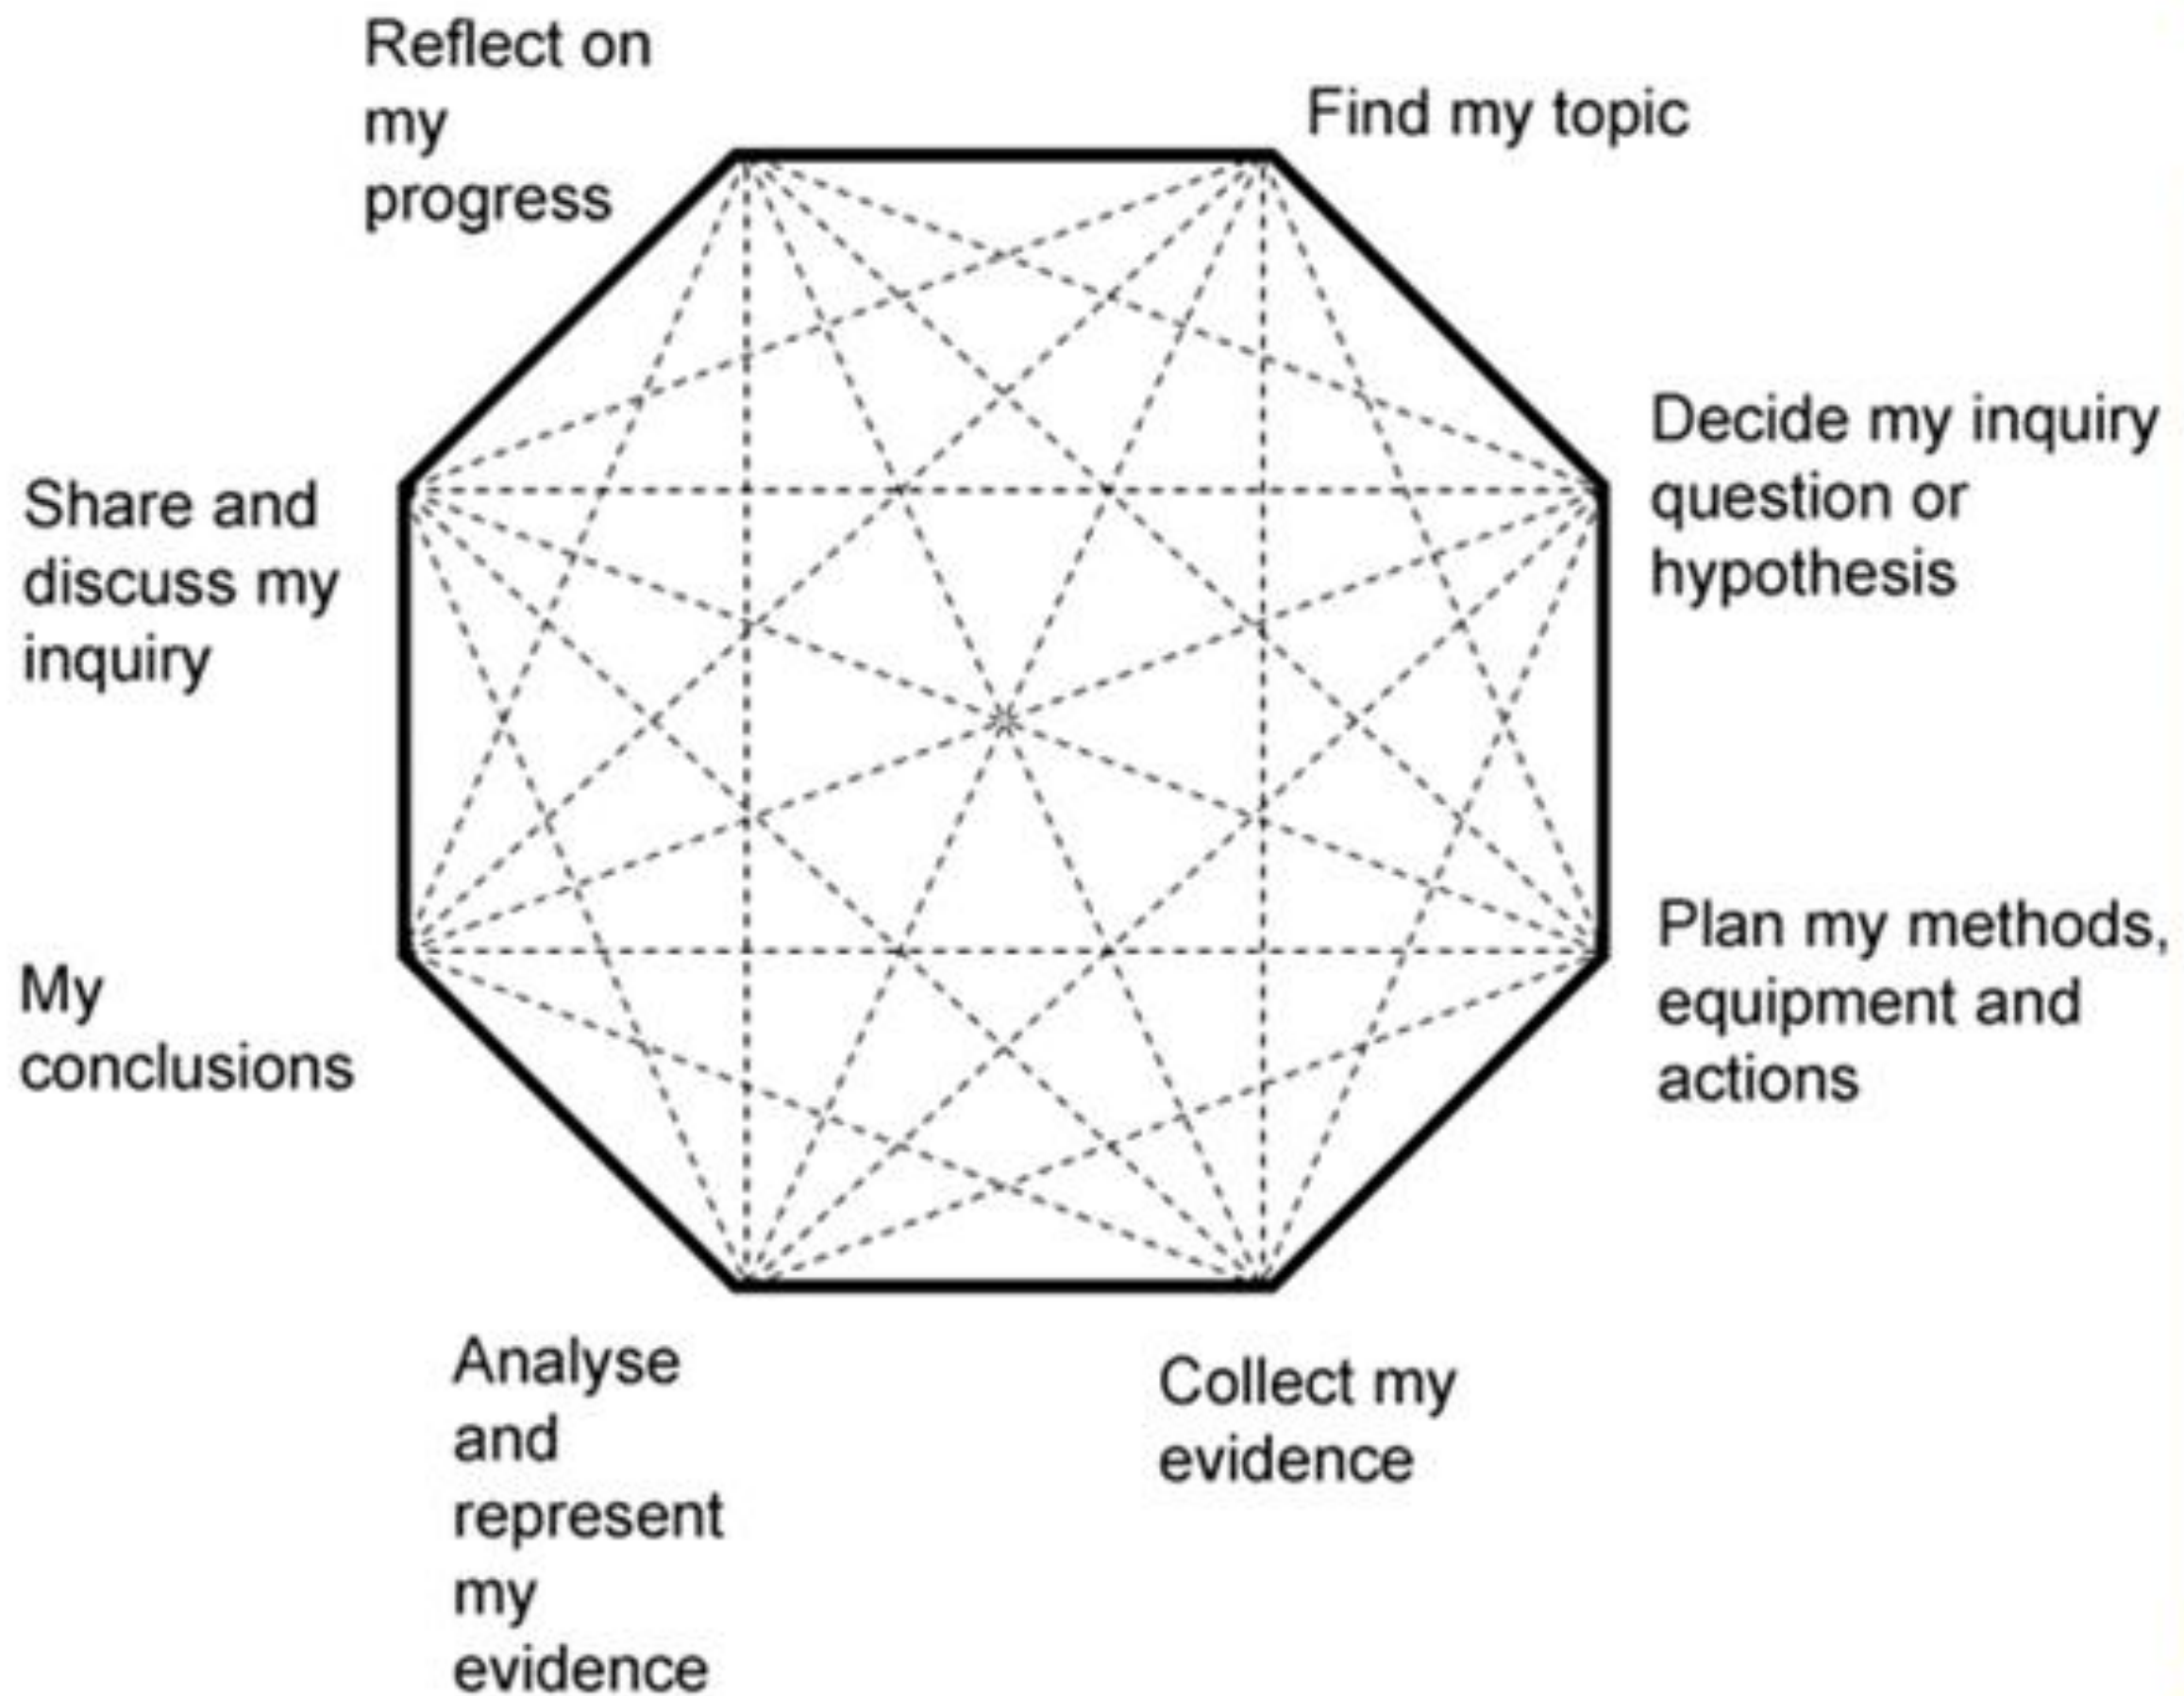 Reflect on
my
progress
Find my topic
Decide my inquiry
question or
hypothesis
Plan my methods,
equipment and
actions
Collect my
evidence
Analyse
and
represent
my
evidence
My
conclusions
Share and
discuss my
inquiry